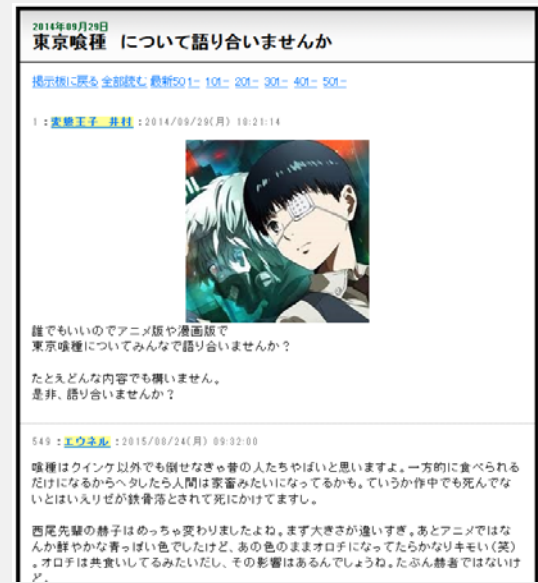 2014年09月29日
東京喰種 について語り合いませんか
掲示板に戻る 全部読む 最新50 1- 101- 201- 301- 401- 501-
1：変態王子 井村：2014/09/29(月) 18:21:14
誰でもいいのでアニメ版や漫画版で
東京喰種についてみんなで語り合いませんか？
たとえどんな内容でも構いません。
是非、語り合いませんか？
549：エウネル：2015/08/24(月) 09:32:00
喰種はクインケ以外でも倒せなきゃ昔の人たちやばいと思いますよ。一方的に食べられる
だけになるからヘタしたら人間は家畜みたいになってるかも。ていうか作中でも死んでな
いとはいえリゼが鉄骨落とされて死にかけてますし。
西尾先輩の赫子はめっちゃ変わりましたよね。まず大きさが違いすぎ。あとアニメではな
んか鮮やかな青っぽい色でしたけど、あの色のままオロチになってたらかなりキモい(笑)
。オロチは共食いしてるみたいだし、その影響はあるんでしょうね。たぶん赫者ではないけ
ど。